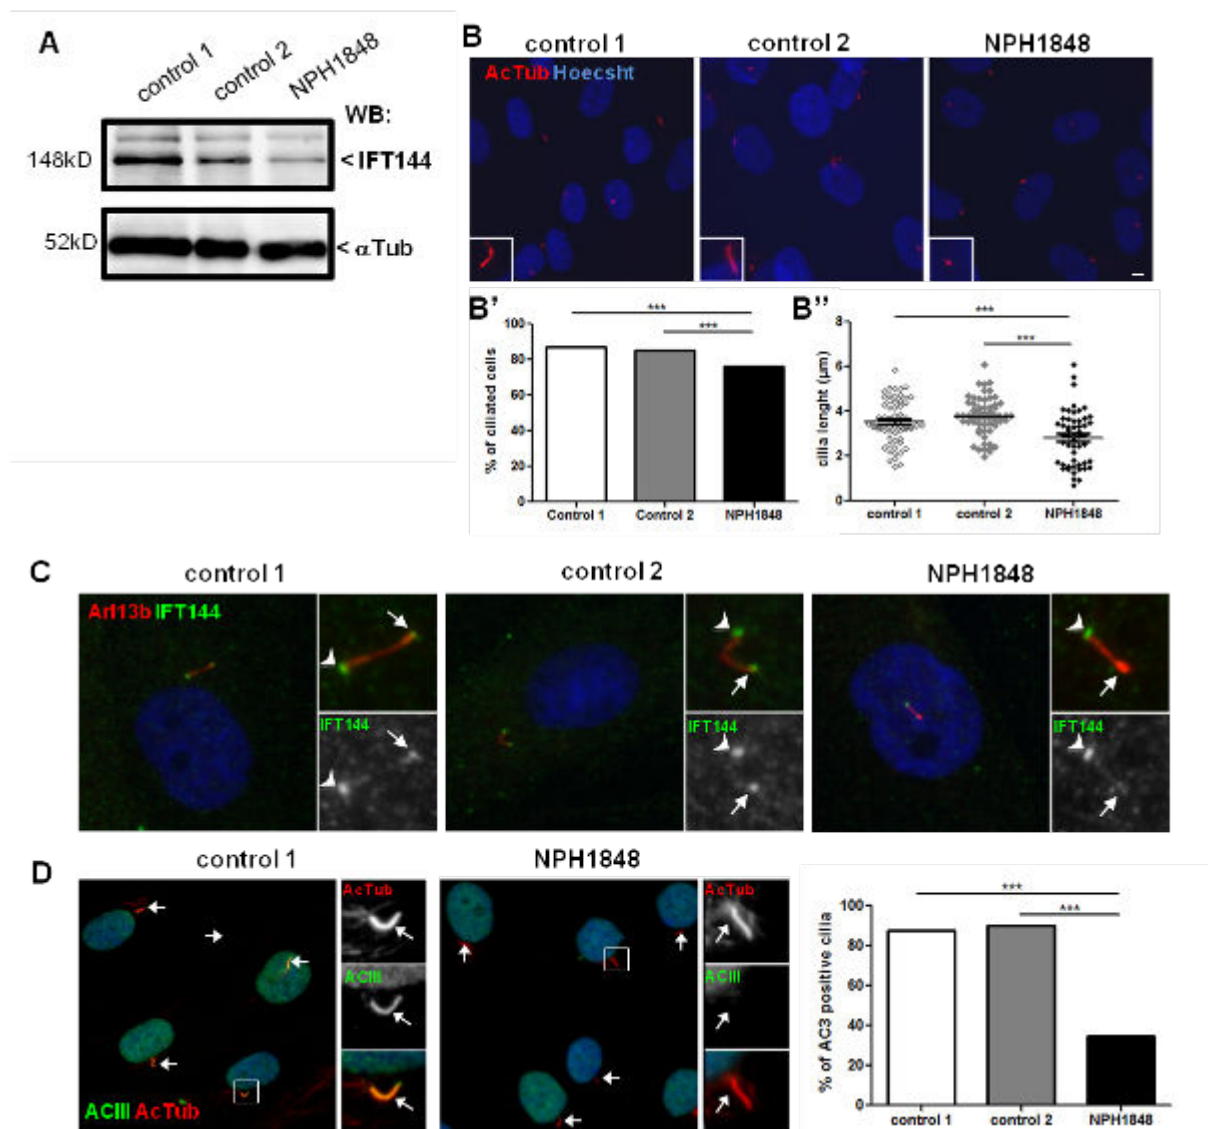 A
control 1
control 2
NPH1848
WB:
148kD
< IFT144
52kD
< αTub
B
control 1
control 2
NPH1848
AcTub Hoecsht
B'
***
***
% of ciliated cells
100
80
60
40
20
0
Control 1
Control 2
NPH1848
B''
***
***
cilia lenght (µm)
8
6
4
2
0
control 1
control 2
NPH1848
C
control 1
control 2
NPH1848
Arl13b IFT144
IFT144
IFT144
IFT144
D
control 1
NPH1848
ACIII AcTub
AcTub
ACIII
AcTub
ACIII
***
***
% of AC3 positive cilia
100
80
60
40
20
0
control 1
control 2
NPH1848